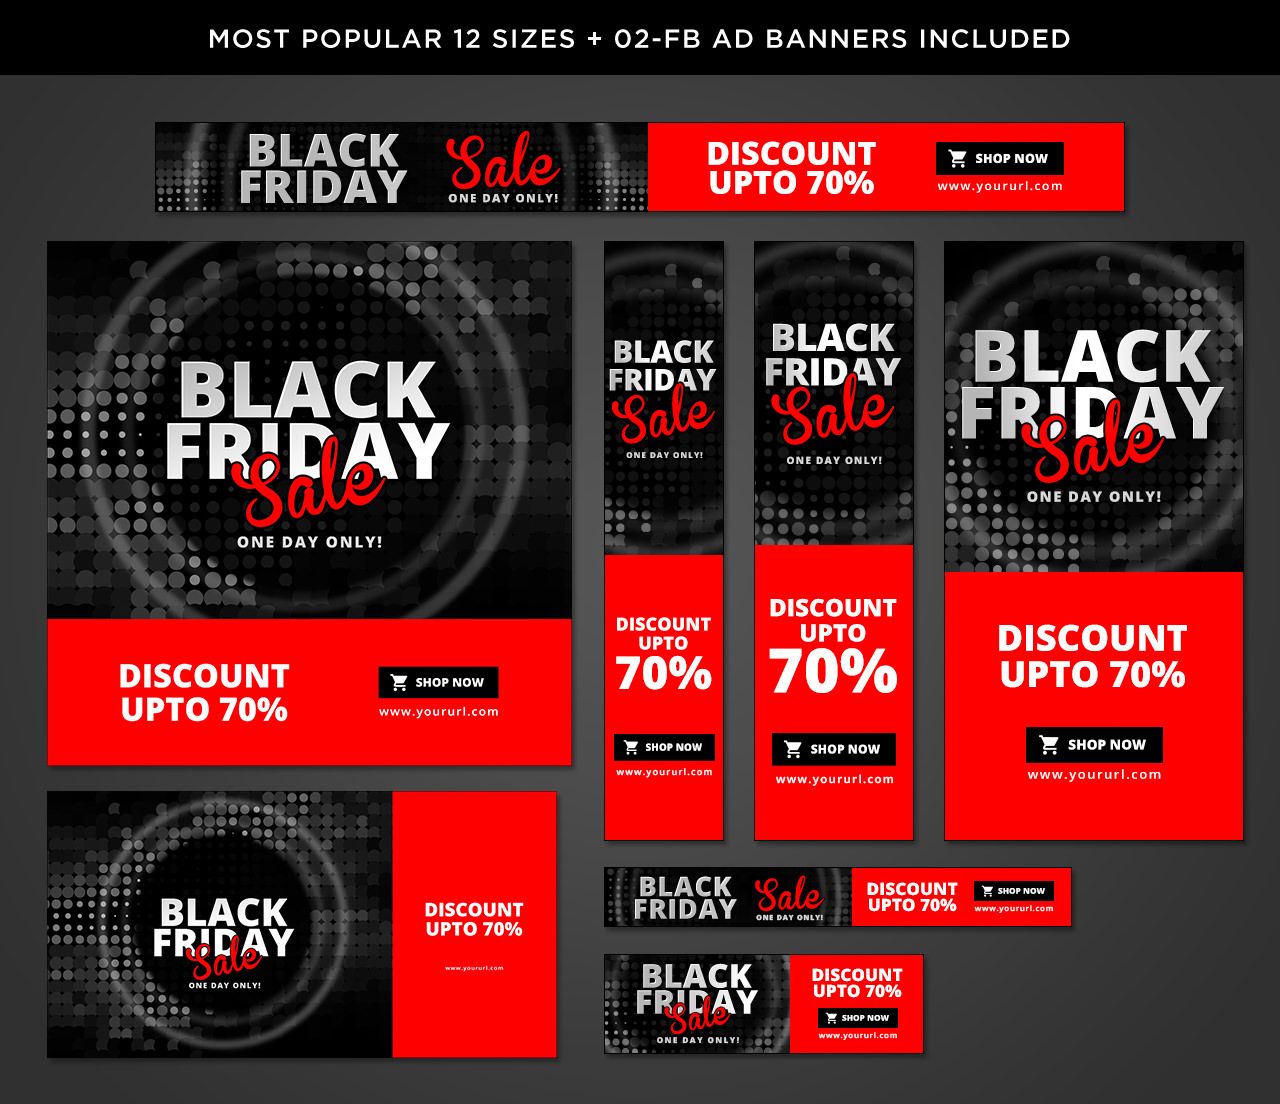 MOST POPULAR 12 SIZES + 02-FB AD BANNERS INCLUDED
BLACK
FRIDAY
Sale
ONE DAY ONLY!
DISCOUNT
UPTO 70%
SHOP NOW
www.yoururl.com
BLACK
FRIDAY
Sale
ONE DAY ONLY!
DISCOUNT
UPTO 70%
SHOP NOW
www.yoururl.com
BLACK
FRIDAY
Sale
ONE DAY ONLY!
DISCOUNT
UPTO
70%
SHOP NOW
www.yoururl.com
BLACK
FRIDAY
Sale
ONE DAY ONLY!
DISCOUNT
UPTO
70%
SHOP NOW
www.yoururl.com
BLACK
FRIDAY
Sale
ONE DAY ONLY!
DISCOUNT
UPTO 70%
SHOP NOW
www.yoururl.com
BLACK
FRIDAY
Sale
ONE DAY ONLY!
DISCOUNT
UPTO 70%
www.yoururl.com
BLACK
FRIDAY
Sale
ONE DAY ONLY!
DISCOUNT
UPTO 70%
SHOP NOW
www.yoururl.com
BLACK
FRIDAY
Sale
ONE DAY ONLY!
DISCOUNT
UPTO 70%
SHOP NOW
www.yoururl.com